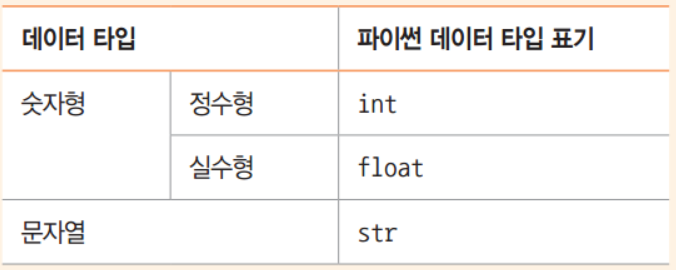 데이터 타입 파이썬 데이터 타입 표기
숫자형 정수형 int
실수형 float
문자열 str